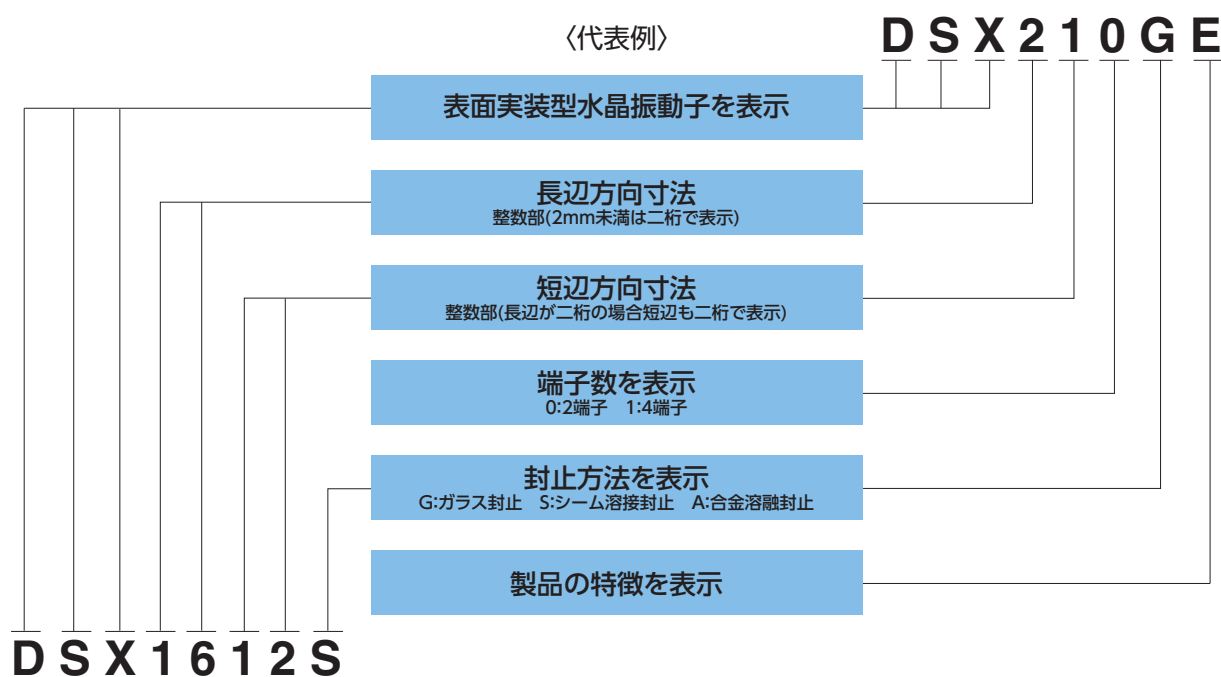 〈代表例〉
DSX210GE
表面実装型水晶振動子を表示
長辺方向寸法
整数部(2mm未満は二桁で表示)
短辺方向寸法
整数部(長辺が二桁の場合短辺も二桁で表示)
端子数を表示
0:2端子　1:4端子
封止方法を表示
G:ガラス封止　S:シーム溶接封止　A:合金溶融封止
製品の特徴を表示
DSX1612S